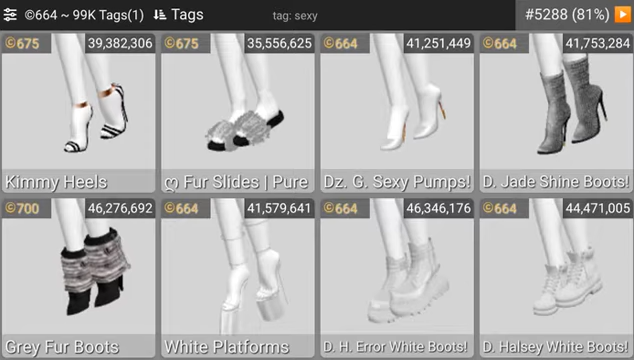 ©664 ~ 99K Tags(1) Tags tag: sexy #5288 (81%)
©675 39,382,306 ©675 35,556,625 ©664 41,251,449 ©664 41,753,284
Kimmy Heels ღ Fur Slides | Pure Dz. G. Sexy Pumps! D. Jade Shine Boots!
©700 46,276,692 ©664 41,579,641 ©664 46,346,176 ©664 44,471,005
Grey Fur Boots White Platforms D. H. Error White Boots! D. Halsey White Boots!